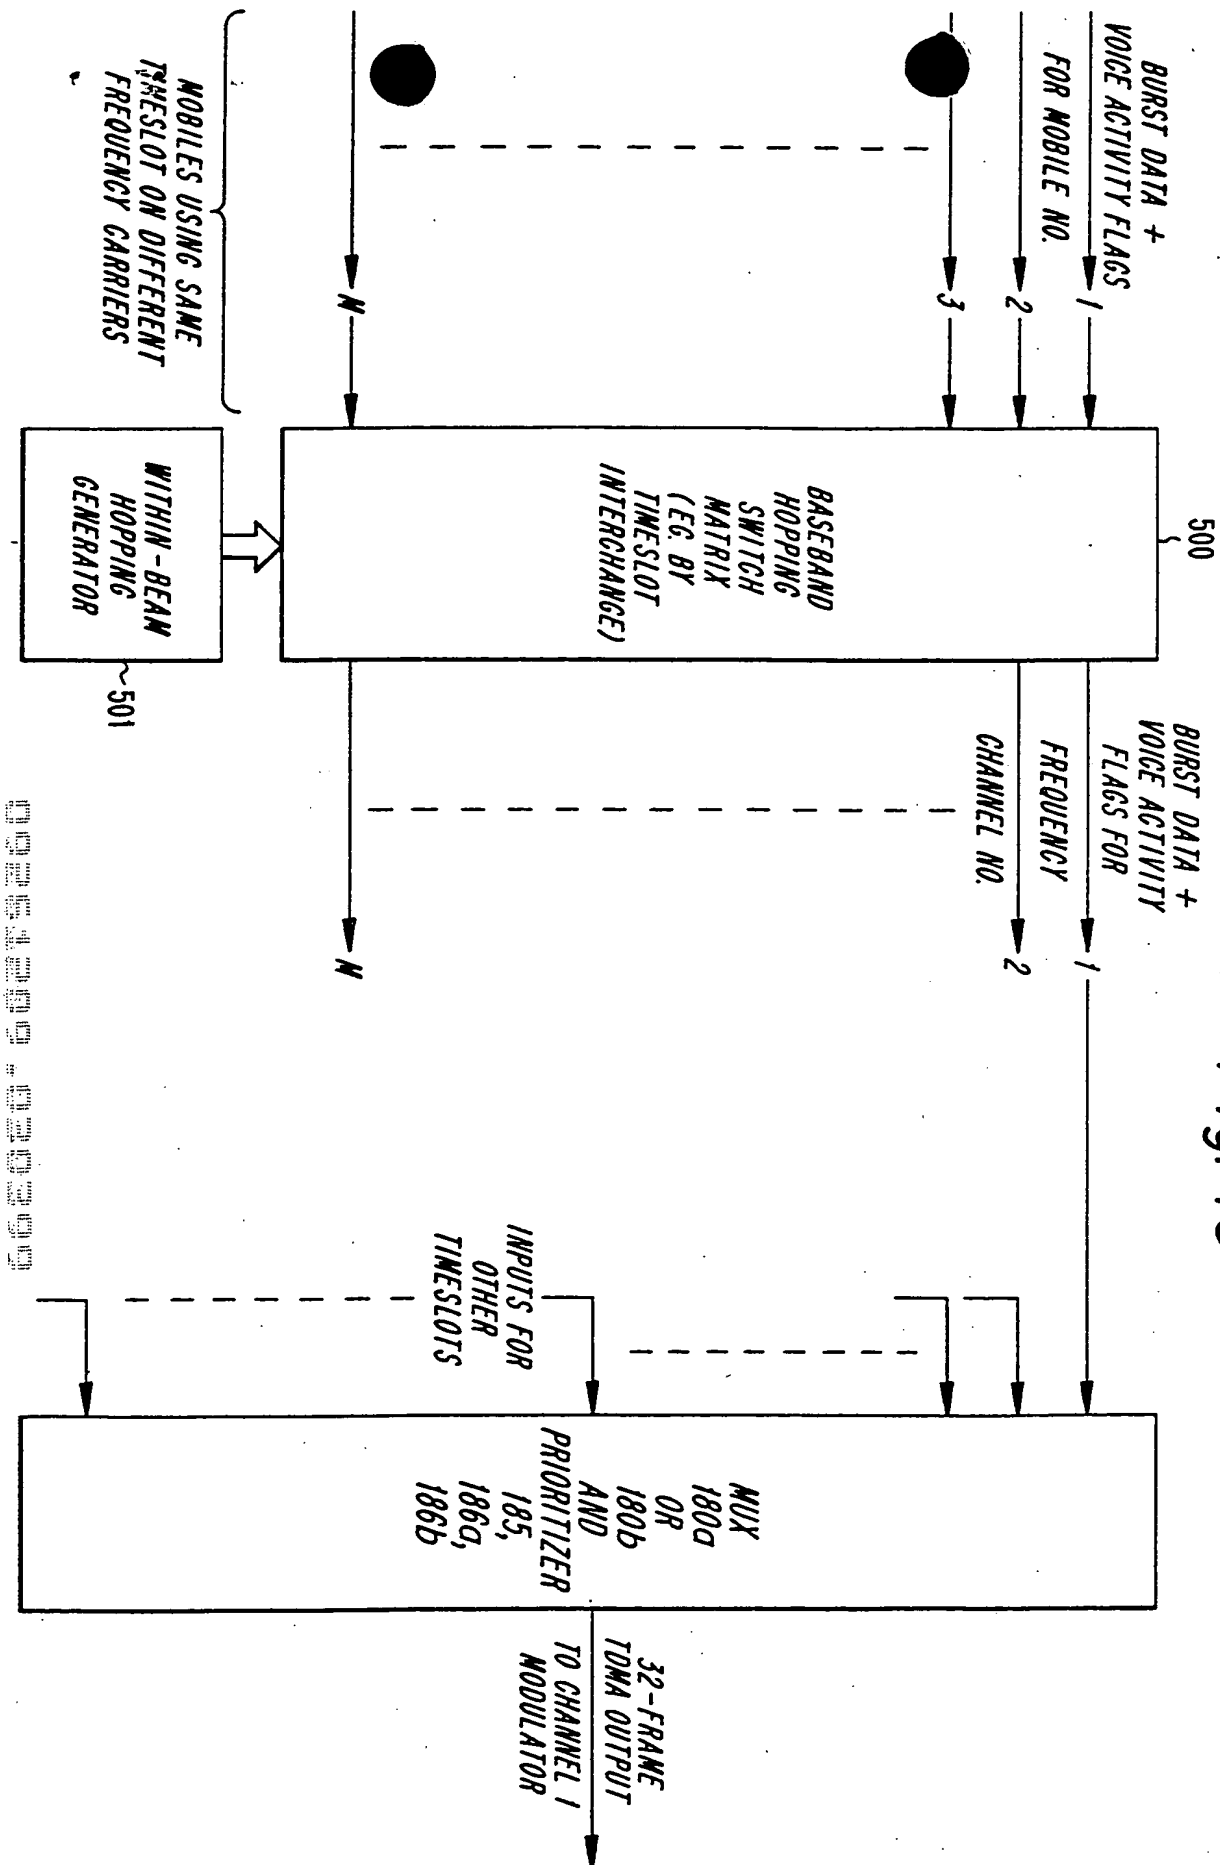 BURST DATA +
VOICE ACTIVITY FLAGS
FOR MOBILE NO.
1
2
3
M
MOBILES USING SAME
TIMESLOT ON DIFFERENT
FREQUENCY CARRIERS
500
BASEBAND
HOPPING
SWITCH
MATRIX
(EG. BY
TIMESLOT
INTERCHANGE)
WITHIN-BEAM
HOPPING
GENERATOR
501
BURST DATA +
VOICE ACTIVITY
FLAGS FOR
FREQUENCY
CHANNEL NO.
1
2
M
INPUTS FOR
OTHER
TIMESLOTS
MUX
180a
OR
180b
AND
PRIORITIZER
185,
186a,
186b
32-FRAME
TDMA OUTPUT
TO CHANNEL 1
MODULATOR